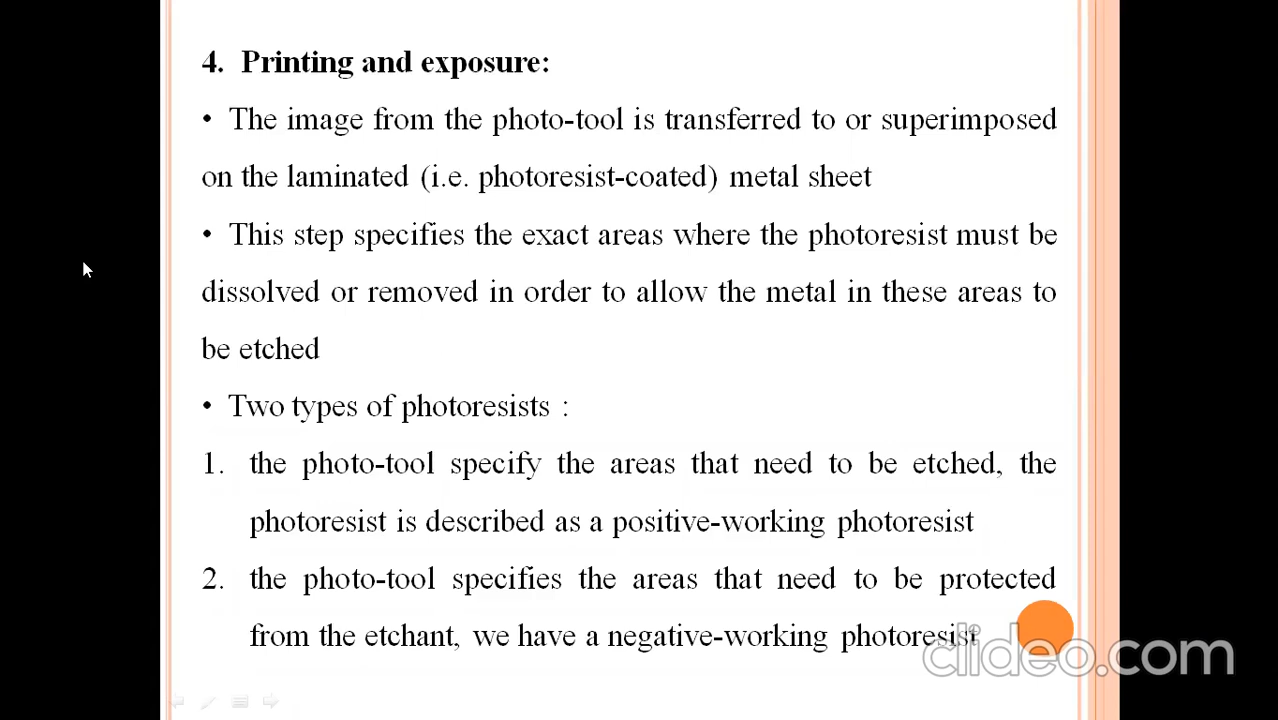 4. Printing and exposure:
• The image from the photo-tool is transferred to or superimposed
on the laminated (i.e. photoresist-coated) metal sheet
• This step specifies the exact areas where the photoresist must be
dissolved or removed in order to allow the metal in these areas to
be etched
• Two types of photoresists :
1. the photo-tool specify the areas that need to be etched, the
photoresist is described as a positive-working photoresist
2. the photo-tool specifies the areas that need to be protected
from the etchant, we have a negative-working photoresist
clideo.com